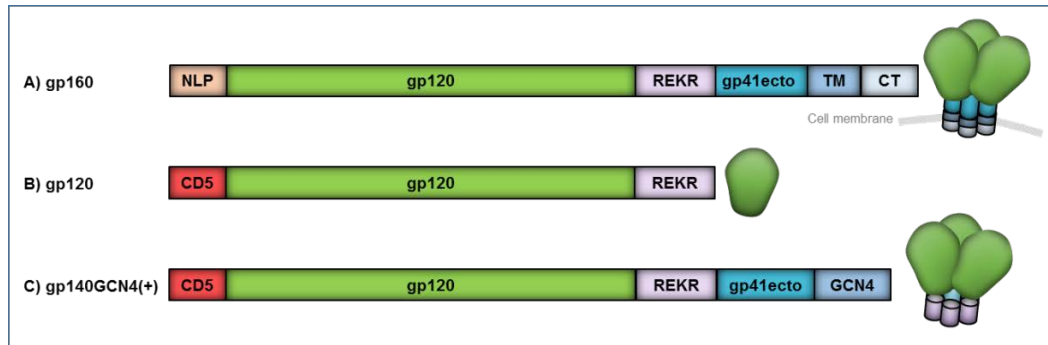 A) gp160 NLP gp120 REKR gp41ecto TM CT
Cell membrane
B) gp120 CD5 gp120 REKR
C) gp140GCN4(+) CD5 gp120 REKR gp41ecto GCN4